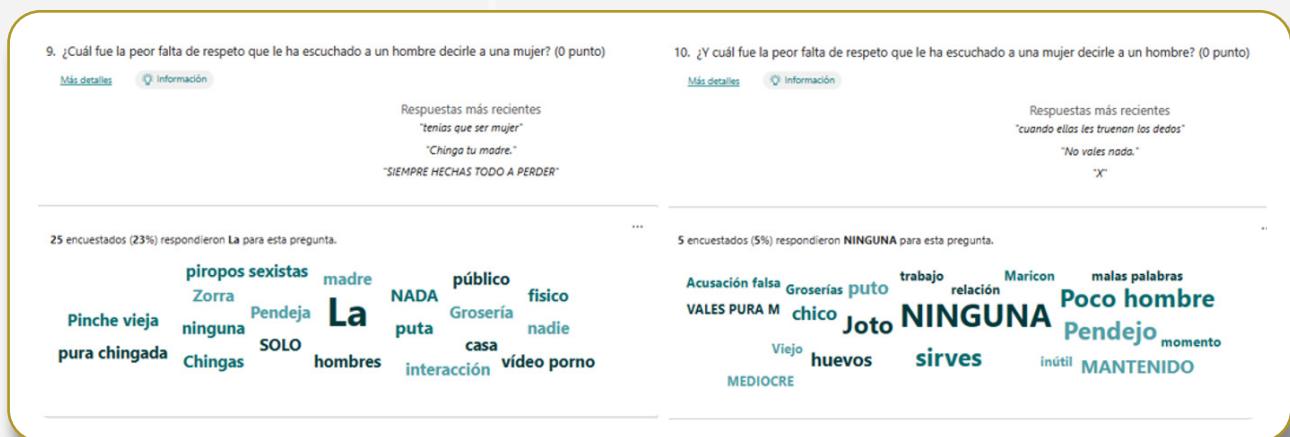 9. ¿Cuál fue la peor falta de respeto que le ha escuchado a un hombre decirle a una mujer? (0 punto)
Más detalles
Información
Respuestas más recientes
"tenias que ser mujer"
"Chinga tu madre."
"SIEMPRE HECHAS TODO A PERDER"
...
25 encuestados (23%) respondieron La para esta pregunta.
piropos sexistas
madre
público
Zorra
NADA
fisico
Pinche vieja
ninguna
Pendeja
La
puta
Grosería
nadie
pura chingada
Chingas
SOLO
hombres
interacción
casa
vídeo porno
10. ¿Y cuál fue la peor falta de respeto que le ha escuchado a una mujer decirle a un hombre? (0 punto)
Más detalles
Información
Respuestas más recientes
"cuando ellas les truenan los dedos"
"No vales nada."
"X"
5 encuestados (5%) respondieron NINGUNA para esta pregunta.
Acusación falsa
Groserías
puto
trabajo
relación
Maricon
malas palabras
VALES PURA M
chico
Joto
NINGUNA
Poco hombre
Pendejo
momento
Viejo
huevos
sirves
inútil
MANTENIDO
MEDIOCRE